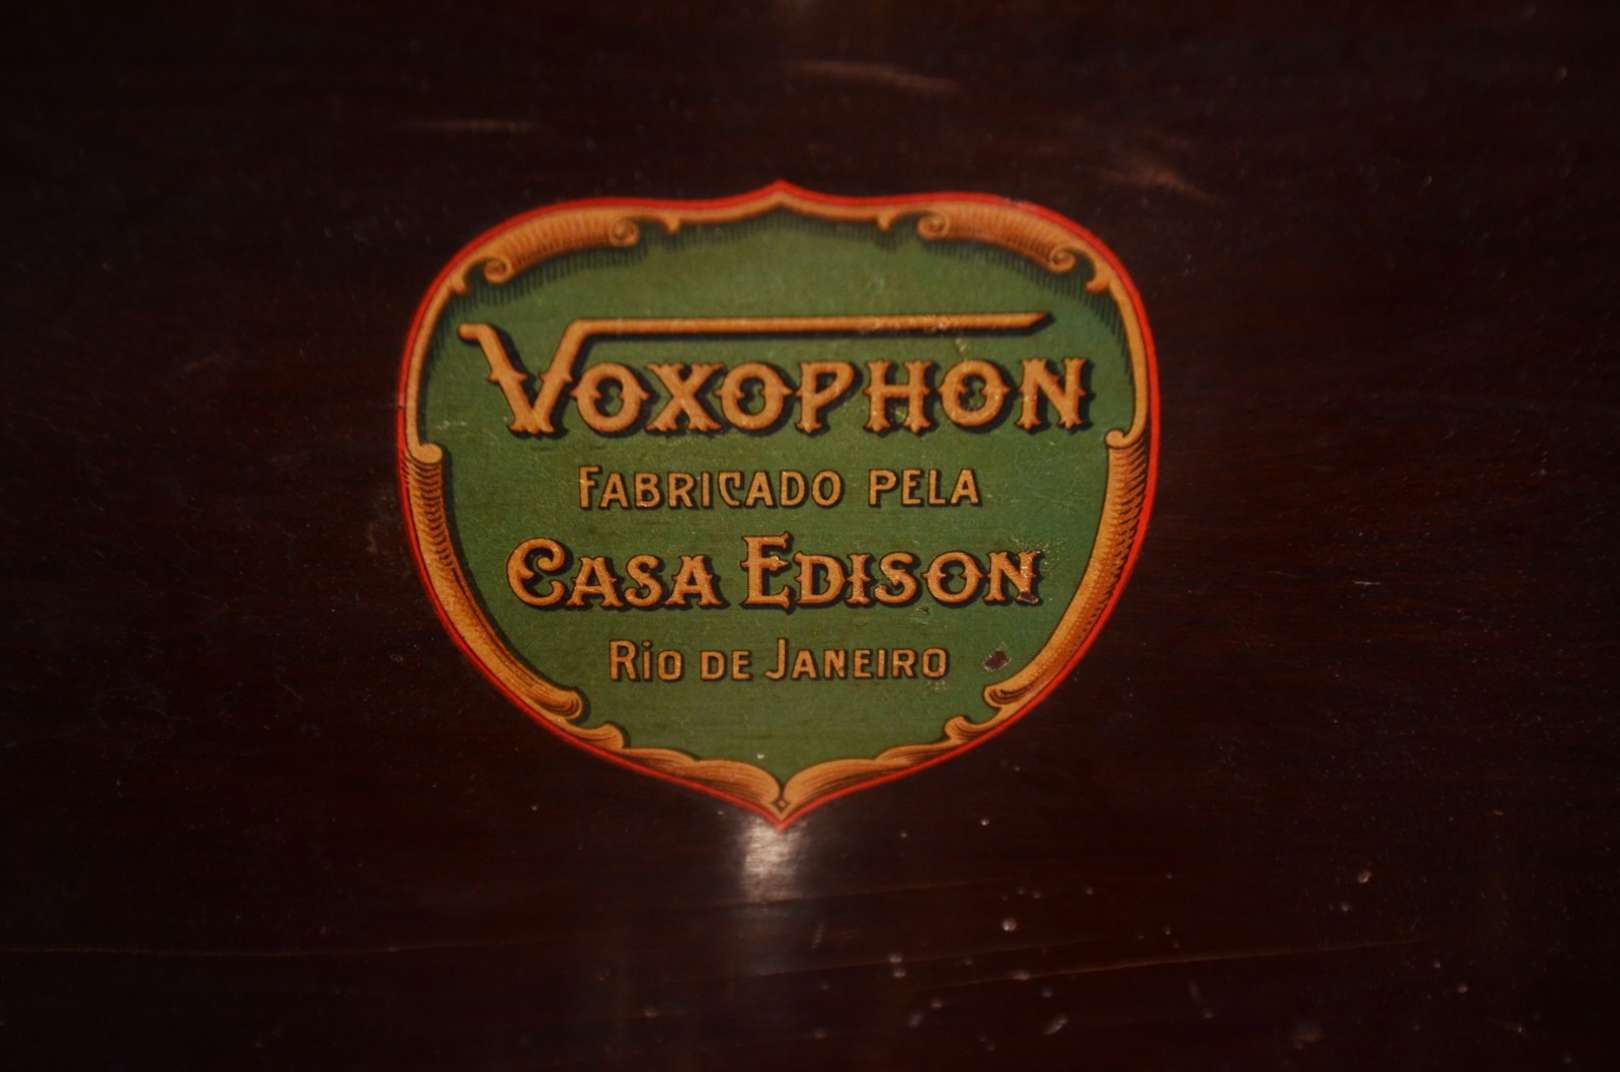 VOXOPHON
FABRICADO PELA
CASA EDISON
RIO DE JANEIRO